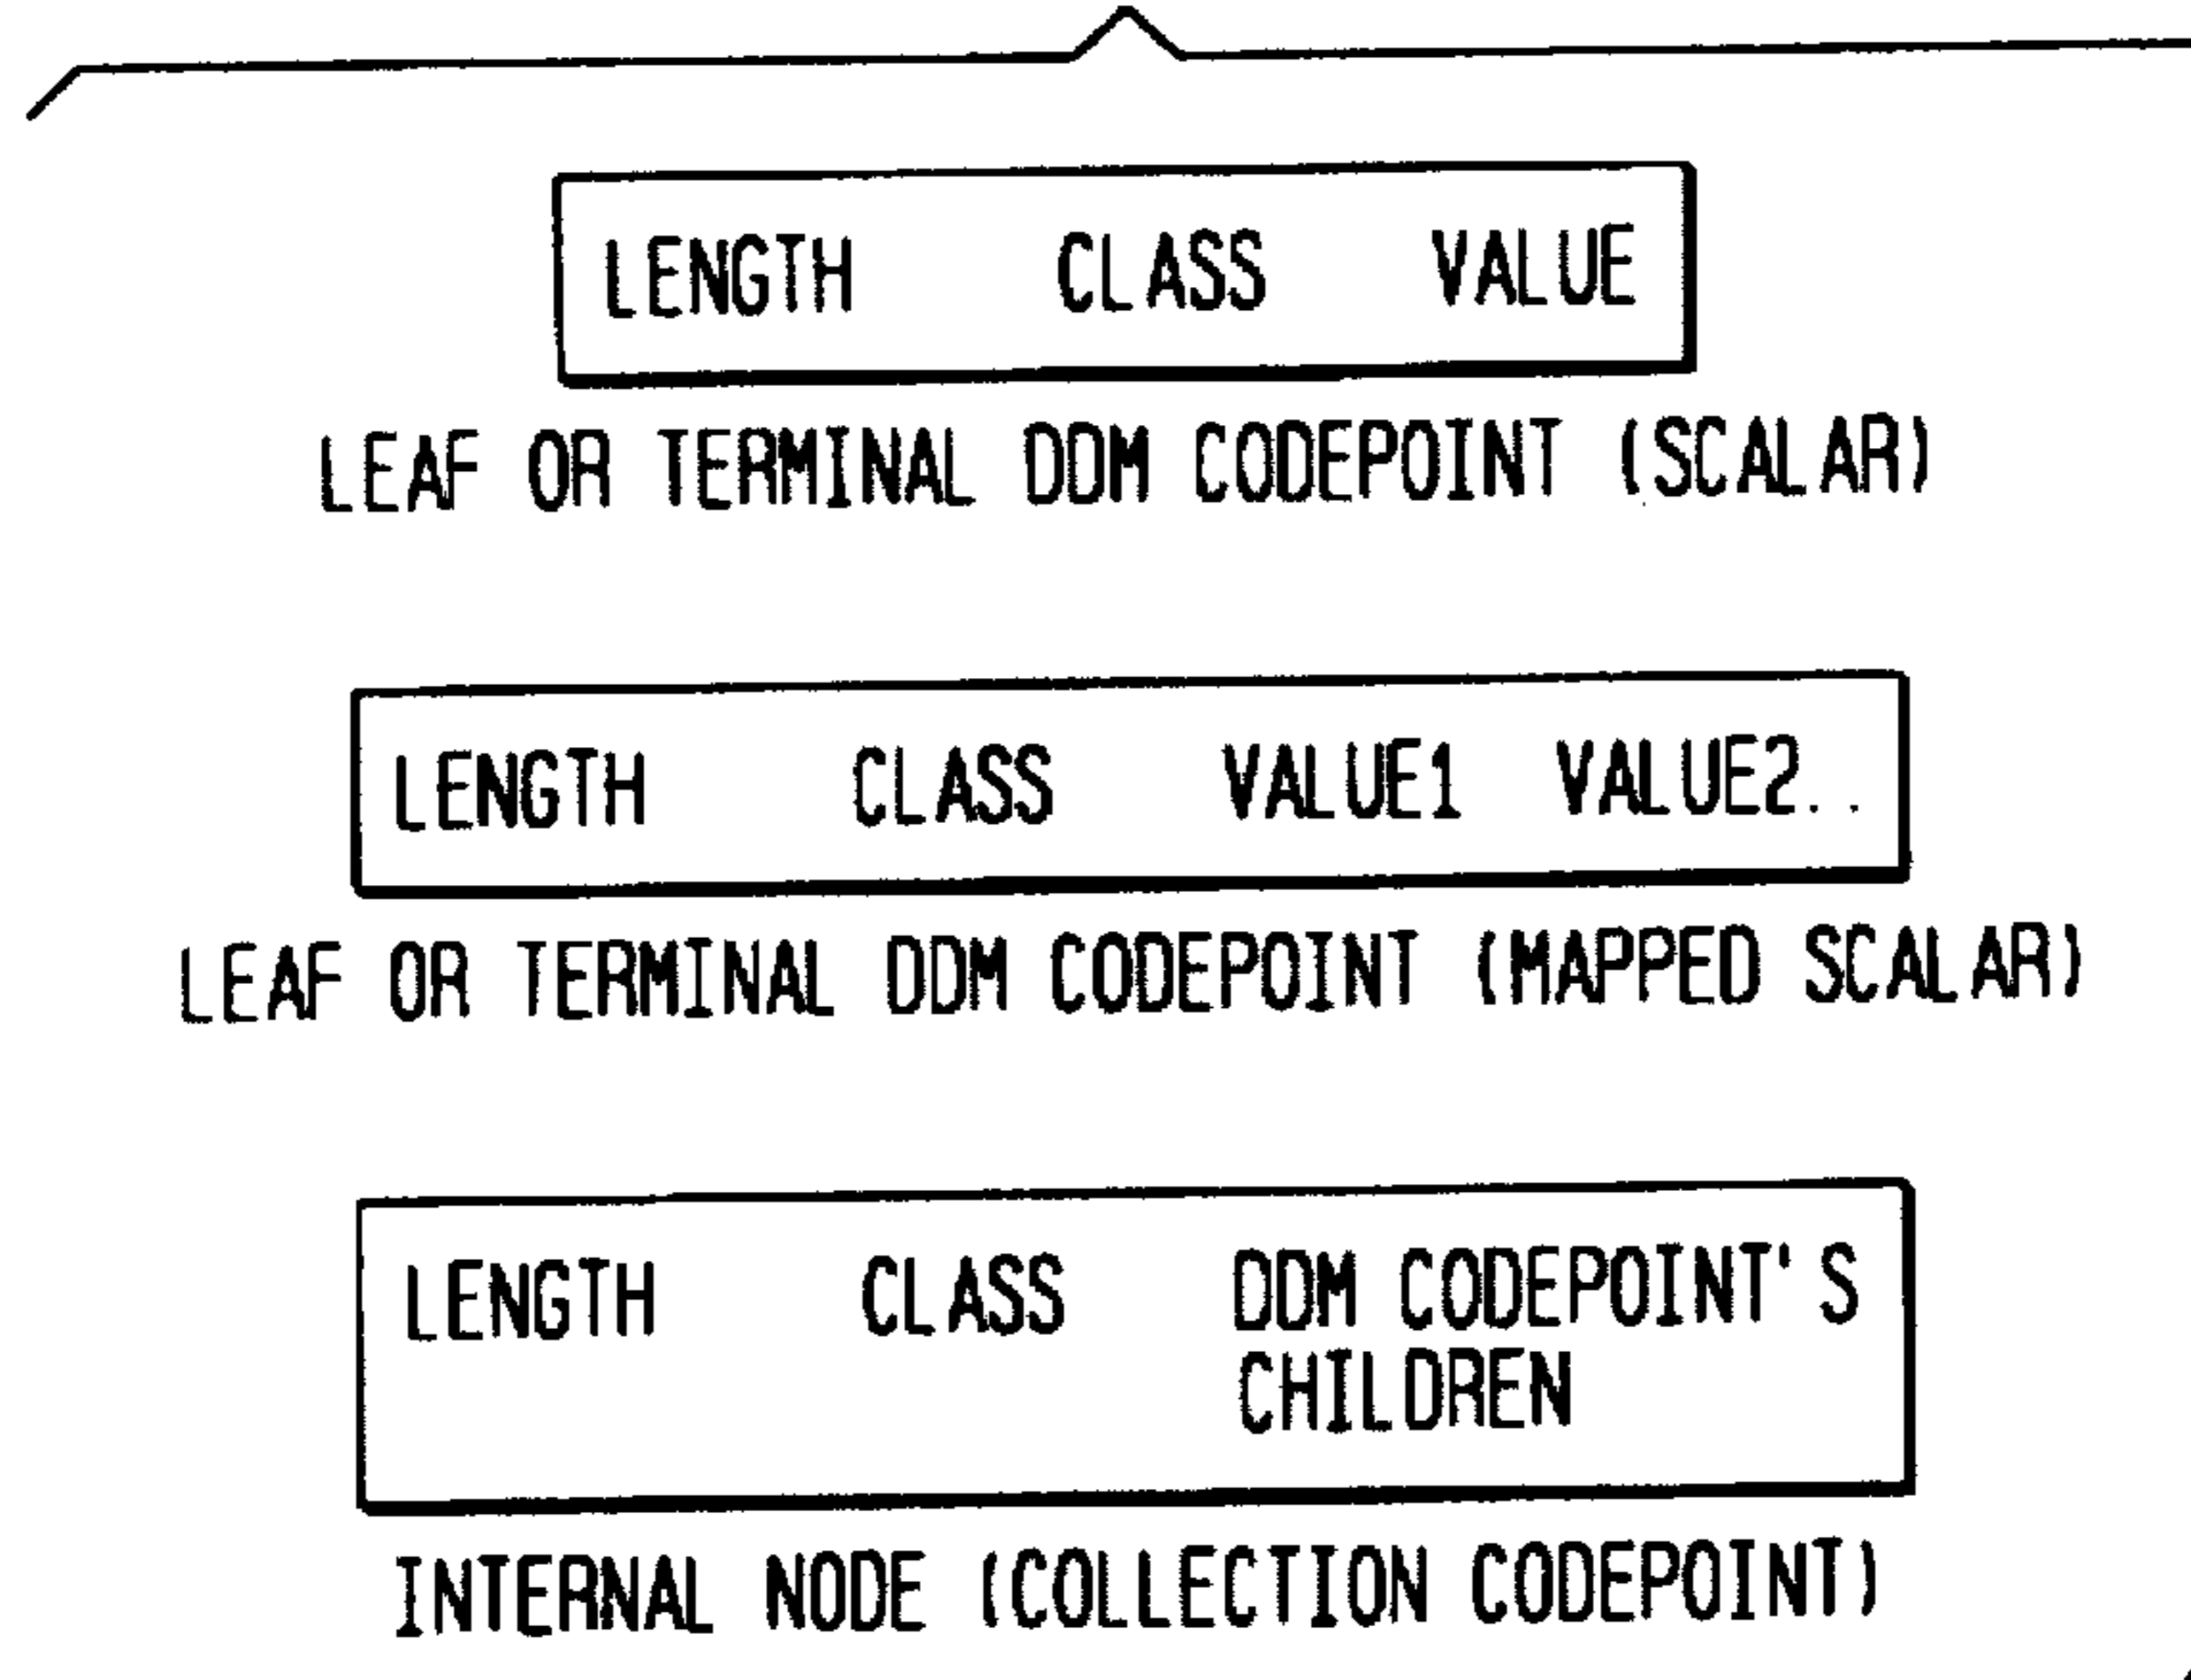 LENGTH CLASS VALUE
LEAF OR TERMINAL DDM CODEPOINT (SCALAR)
LENGTH CLASS VALUE1 VALUE2..
LEAF OR TERMINAL DDM CODEPOINT (MAPPED SCALAR)
LENGTH CLASS DDM CODEPOINT'S
CHILDREN
INTERNAL NODE (COLLECTION CODEPOINT)